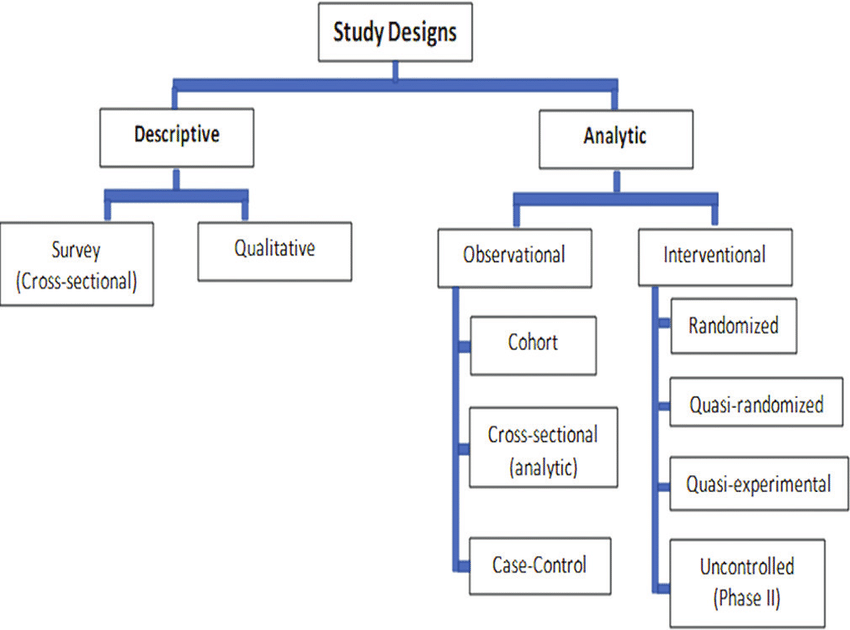 Study Designs
Descriptive
Analytic
Survey
(Cross-sectional)
Qualitative
Observational
Interventional
Cohort
Cross-sectional
(analytic)
Case-Control
Randomized
Quasi-randomized
Quasi-experimental
Uncontrolled
(Phase II)